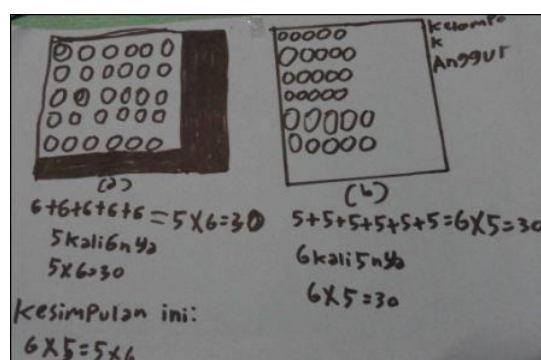 Kelompo
k
Anggur
(a)
6+6+6+6+6=5X6=30
5kali6nya
5X6=30
(b)
5+5+5+5+5+5=6X5=30
6kali5nya
6X5=30
Kesimpulan ini:
6X5=5X6